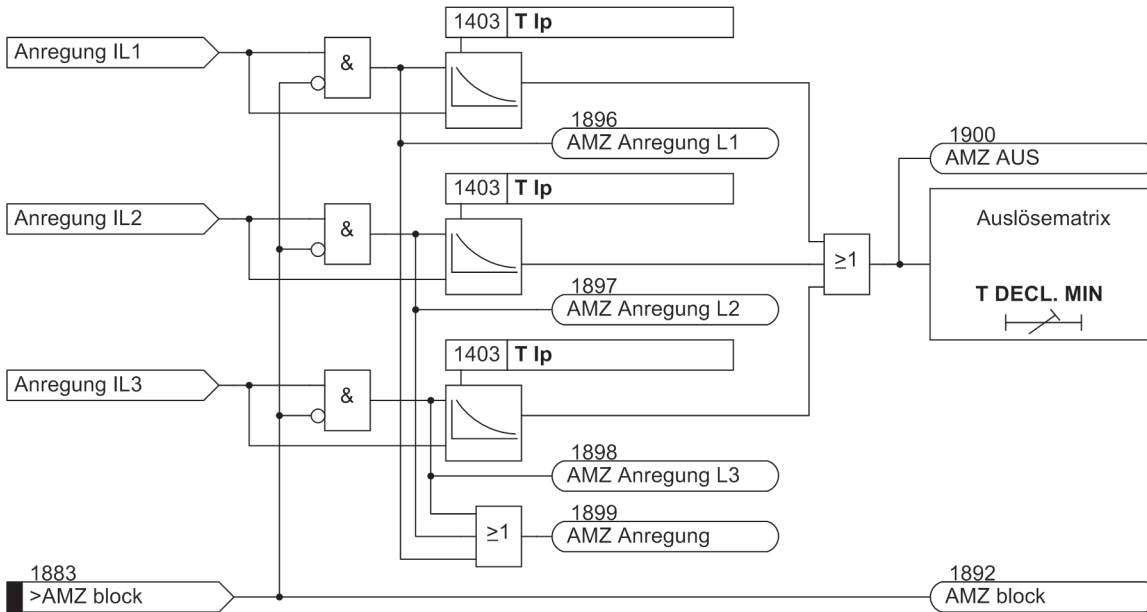 1403 T Ip
Anregung IL1
&
1896
AMZ Anregung L1
1900
AMZ AUS
1403 T Ip
Anregung IL2
&
Auslösematrix
≥1
1897
AMZ Anregung L2
T DECL. MIN
1403 T Ip
Anregung IL3
&
1898
AMZ Anregung L3
1899
≥1
AMZ Anregung
1883
>AMZ block
1892
AMZ block